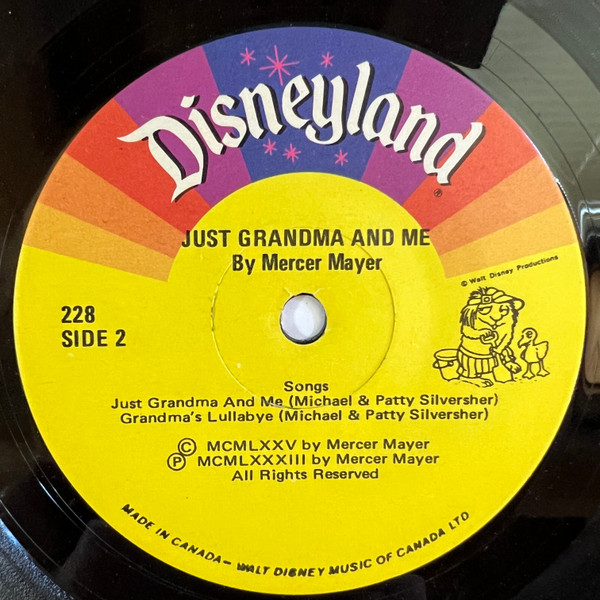 Disneyland®
JUST GRANDMA AND ME
By Mercer Mayer
© Walt Disney Productions
228
SIDE 2
Songs
Just Grandma And Me (Michael & Patty Silversher)
Grandma's Lullabye (Michael & Patty Silversher)
© MCMLXXV by Mercer Mayer
℗ MCMLXXXIII by Mercer Mayer
All Rights Reserved
MADE IN CANADA - WALT DISNEY MUSIC OF CANADA LTD